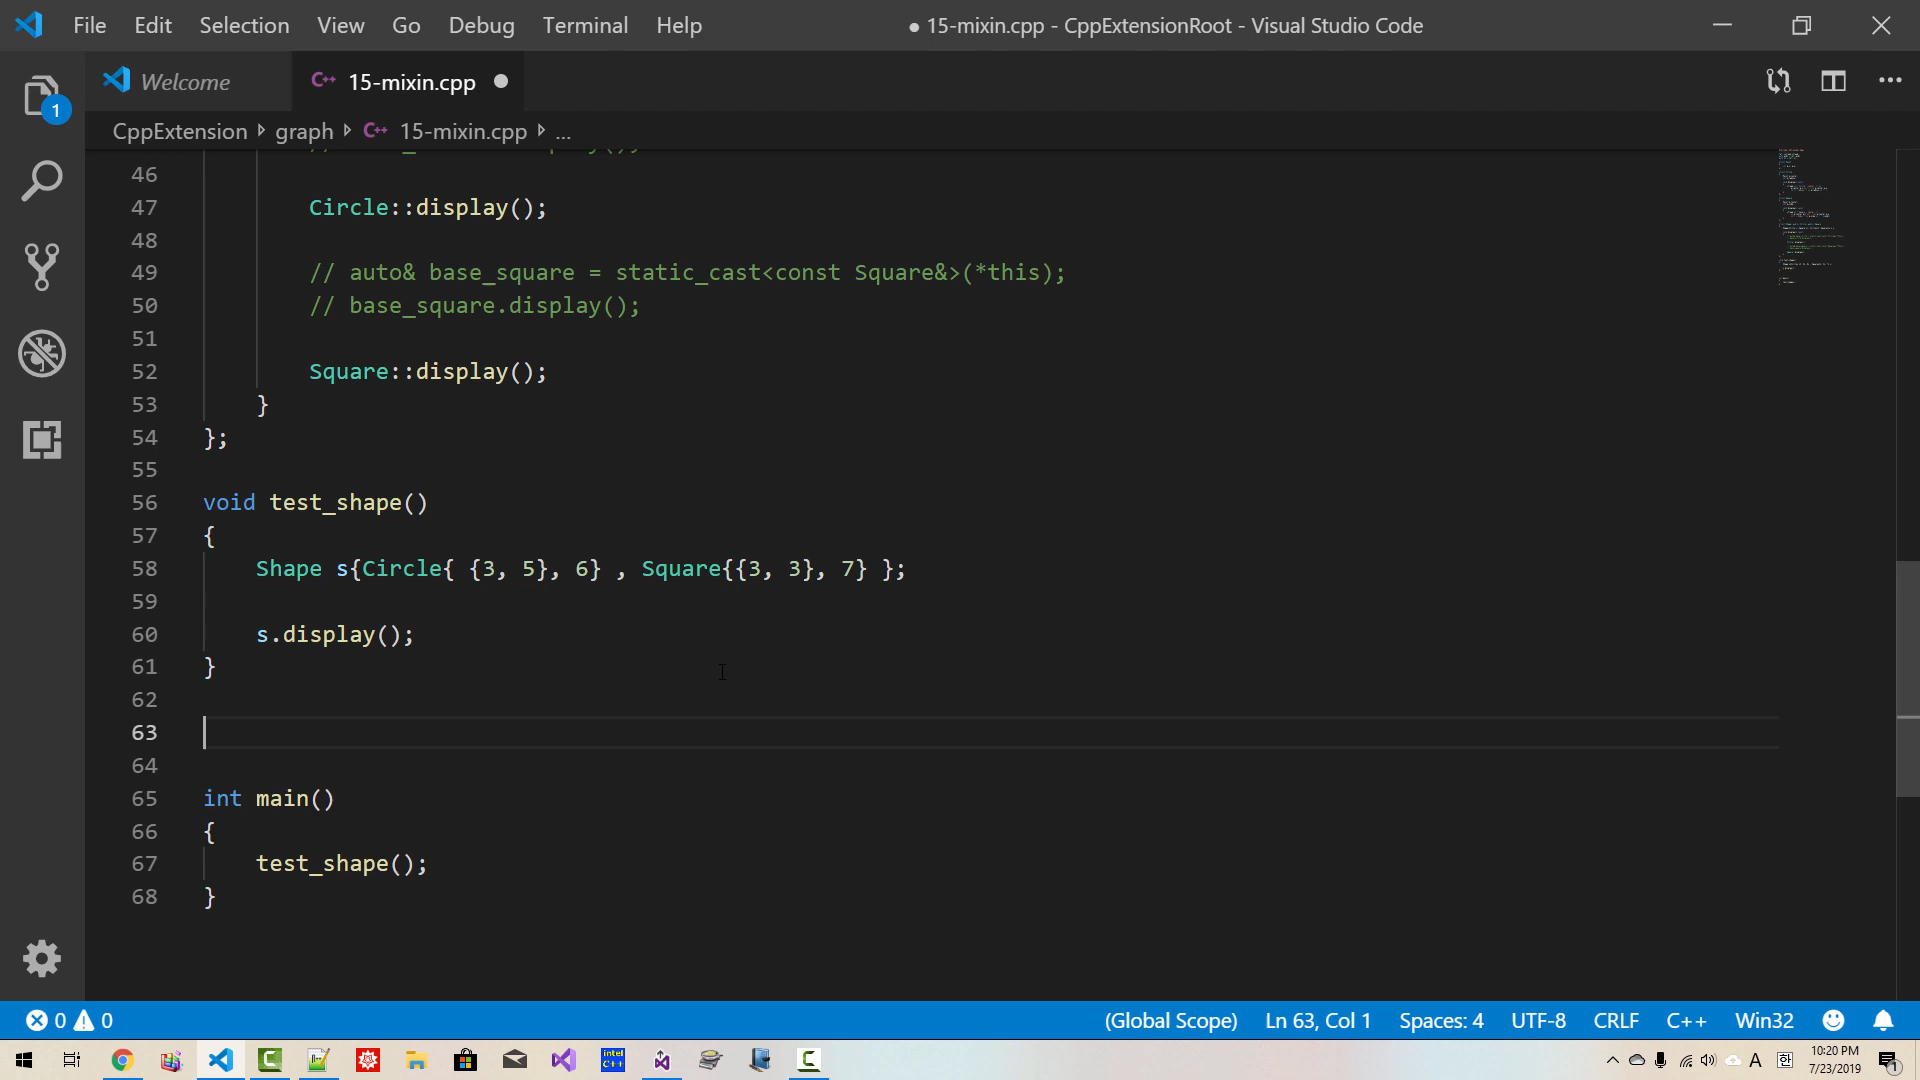 File Edit Selection View Go Debug Terminal Help
● 15-mixin.cpp - CppExtensionRoot - Visual Studio Code
1
Welcome
C++ 15-mixin.cpp
CppExtension graph C++ 15-mixin.cpp ...
46
47 Circle::display();
48
49 // auto& base_square = static_cast<const Square&>(*this);
50 // base_square.display();
51
52 Square::display();
53 }
54 };
55
56 void test_shape()
57 {
58 Shape s{Circle{ {3, 5}, 6} , Square{{3, 3}, 7} };
59
60 s.display();
61 }
62
63
64
65 int main()
66 {
67 test_shape();
68 }
0 0 (Global Scope) Ln 63, Col 1 Spaces: 4 UTF-8 CRLF C++ Win32
intel C++
A 한
10:20 PM
7/23/2019
1